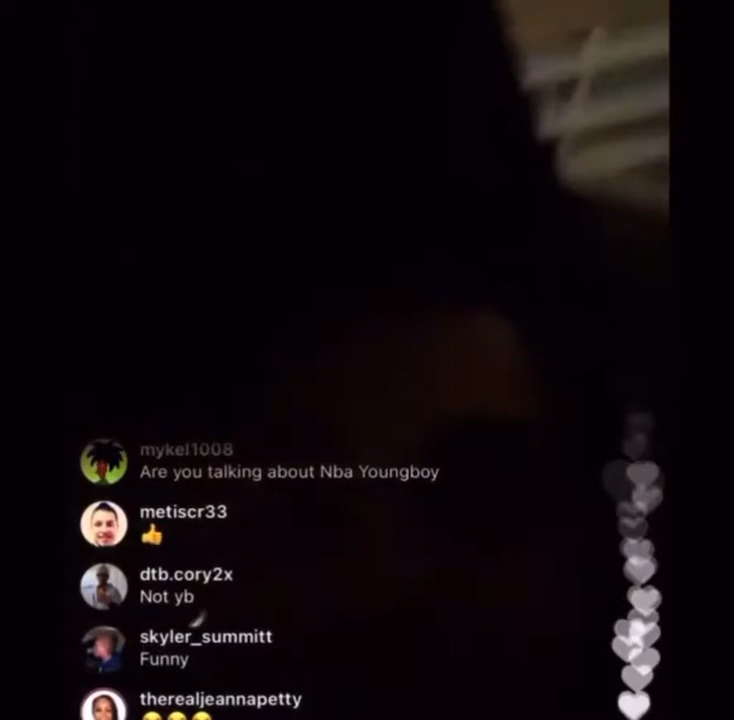 mykel1008
Are you talking about Nba Youngboy
metiscr33
👍
dtb.cory2x
Not yb
skyler_summitt
Funny
therealjeannapetty
😂😂😂